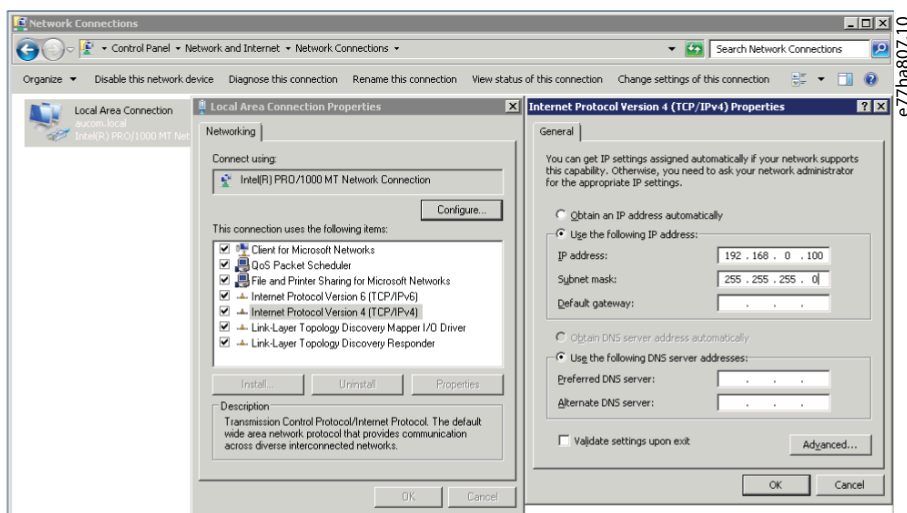 Network Connections
Control Panel Network and Internet Network Connections
Search Network Connections
Organize Disable this network device Diagnose this connection Rename this connection View status of this connection Change settings of this connection
Local Area Connection
aucom.local
Intel(R) PRO/1000 MT Net
Local Area Connection Properties
Networking
Connect using:
Intel(R) PRO/1000 MT Network Connection
Configure...
This connection uses the following items:
Client for Microsoft Networks
QoS Packet Scheduler
File and Printer Sharing for Microsoft Networks
Internet Protocol Version 6 (TCP/IPv6)
Internet Protocol Version 4 (TCP/IPv4)
Link-Layer Topology Discovery Mapper I/O Driver
Link-Layer Topology Discovery Responder
Install... Uninstall Properties
Description
Transmission Control Protocol/Internet Protocol. The default
wide area network protocol that provides communication
across diverse interconnected networks.
OK Cancel
Internet Protocol Version 4 (TCP/IPv4) Properties
General
You can get IP settings assigned automatically if your network supports
this capability. Otherwise, you need to ask your network administrator
for the appropriate IP settings.
Obtain an IP address automatically
Use the following IP address:
IP address: 192 . 168 . 0 . 100
Subnet mask: 255 . 255 . 255 . 0
Default gateway: . . .
Obtain DNS server address automatically
Use the following DNS server addresses:
Preferred DNS server: . . .
Alternate DNS server: . . .
Validate settings upon exit
Advanced...
OK Cancel
e77ha807.10